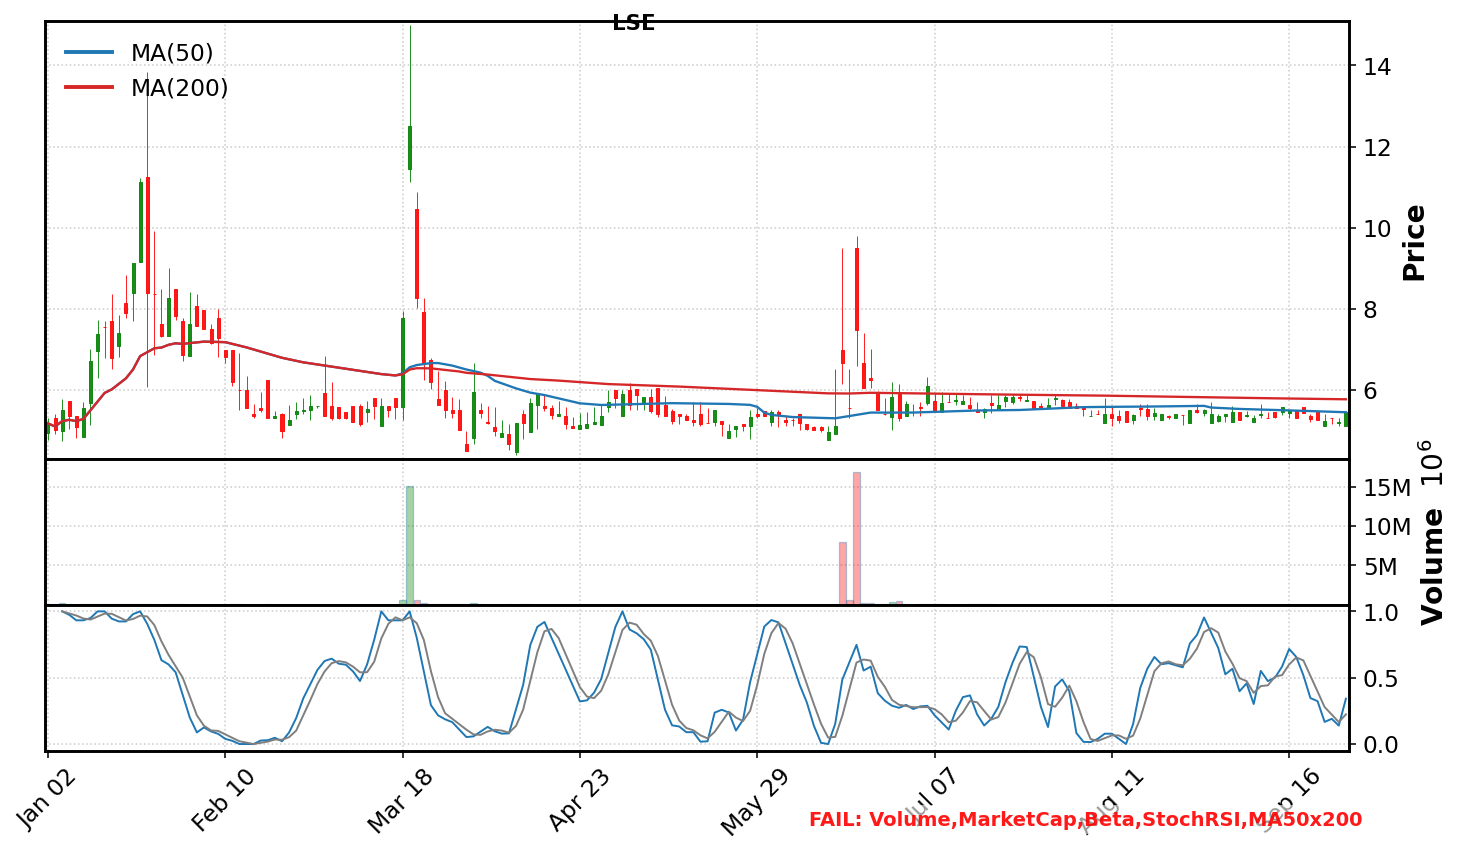 LSE
MA(50)
MA(200)
14
12
10
8
6
Price
15M
10M
5M
Volume 10^6
1.0
0.5
0.0
Jan 02
Feb 10
Mar 18
Apr 23
May 29
Jul 07
Aug 11
Sep 16
FAIL: Volume,MarketCap,Beta,StochRSI,MA50x200